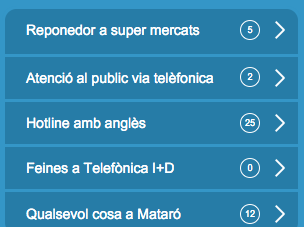 Reponedor a super mercats 5
Atenció al public via telèfonica 2
Hotline amb anglès 25
Feines a Telefònica I+D 0
Qualsevol cosa a Mataró 12